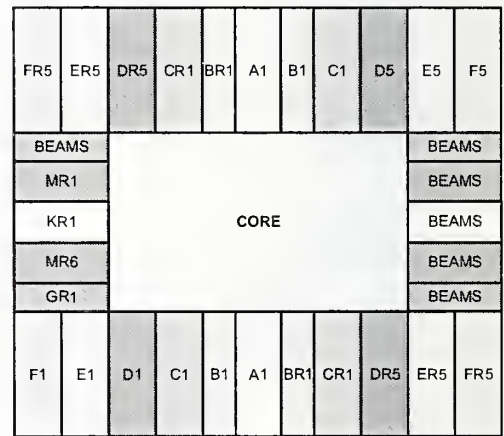 FR5 ER5 DR5 CR1 BR1 A1 B1 C1 D5 E5 F5
BEAMS BEAMS
MR1 BEAMS
KR1 CORE BEAMS
MR6 BEAMS
GR1 BEAMS
F1 E1 D1 C1 B1 A1 BR1 CR1 DR5 ER5 FR5